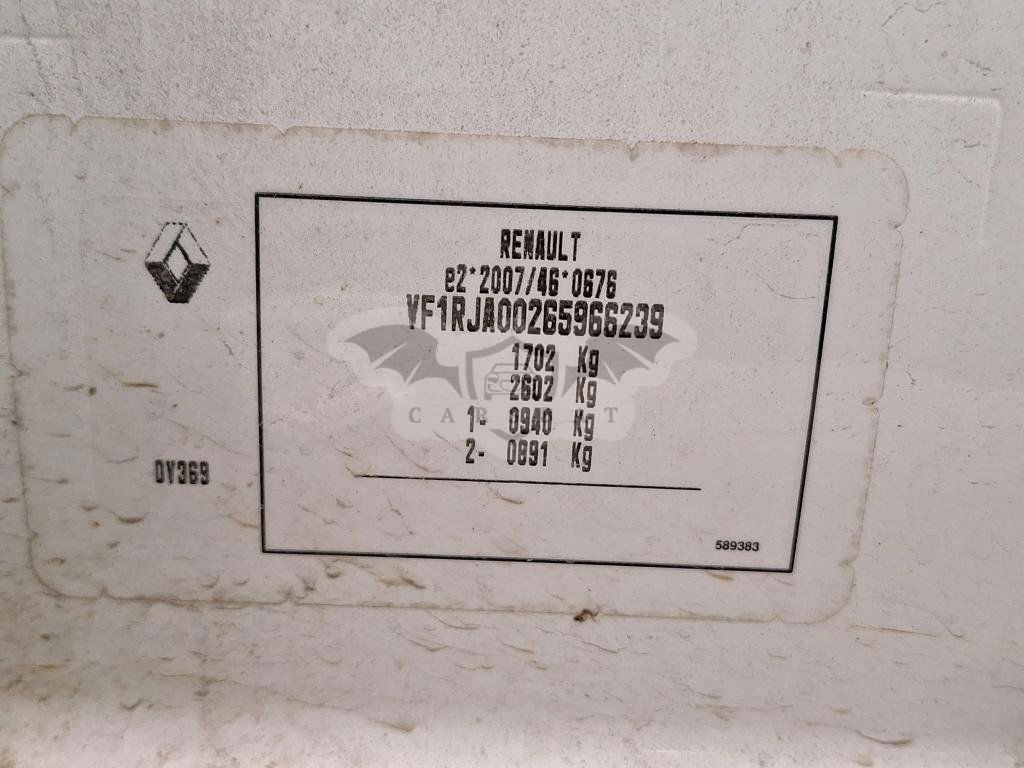 RENAULT
e2*2007/46*0676
VF1RJA00265966239
1702 Kg
2602 Kg
1- 0940 Kg
2- 0891 Kg
0V369
589383